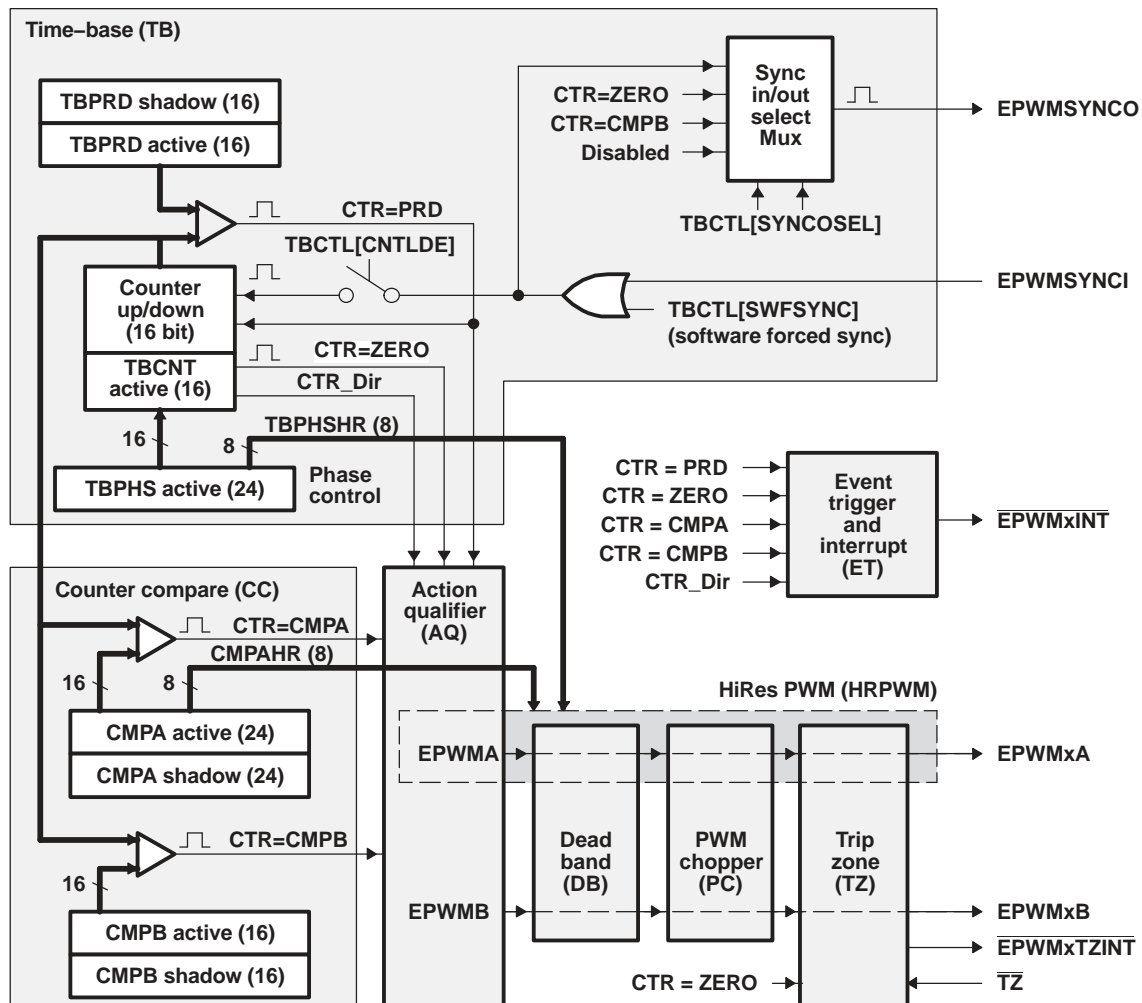 Time−base (TB)
TBPRD shadow (16)
TBPRD active (16)
CTR=ZERO
CTR=CMPB
Disabled
Sync
in/out
select
Mux
EPWMSYNCO
TBCTL[SYNCOSEL]
CTR=PRD
TBCTL[CNTLDE]
Counter
up/down
(16 bit)
TBCNT
active (16)
EPWMSYNCI
TBCTL[SWFSYNC]
(software forced sync)
CTR=ZERO
CTR_Dir
16
8
TBPHSHR (8)
TBPHS active (24)
Phase
control
CTR = PRD
CTR = ZERO
CTR = CMPA
CTR = CMPB
CTR_Dir
Event
trigger
and
interrupt
(ET)
EPWMxINT
Counter compare (CC)
Action
qualifier
(AQ)
CTR=CMPA
CMPAHR (8)
16
8
CMPA active (24)
CMPA shadow (24)
HiRes PWM (HRPWM)
EPWMA
EPWMxA
CTR=CMPB
16
CMPB active (16)
CMPB shadow (16)
Dead
band
(DB)
PWM
chopper
(PC)
Trip
zone
(TZ)
EPWMB
EPWMxB
EPWMxTZINT
CTR = ZERO
TZ